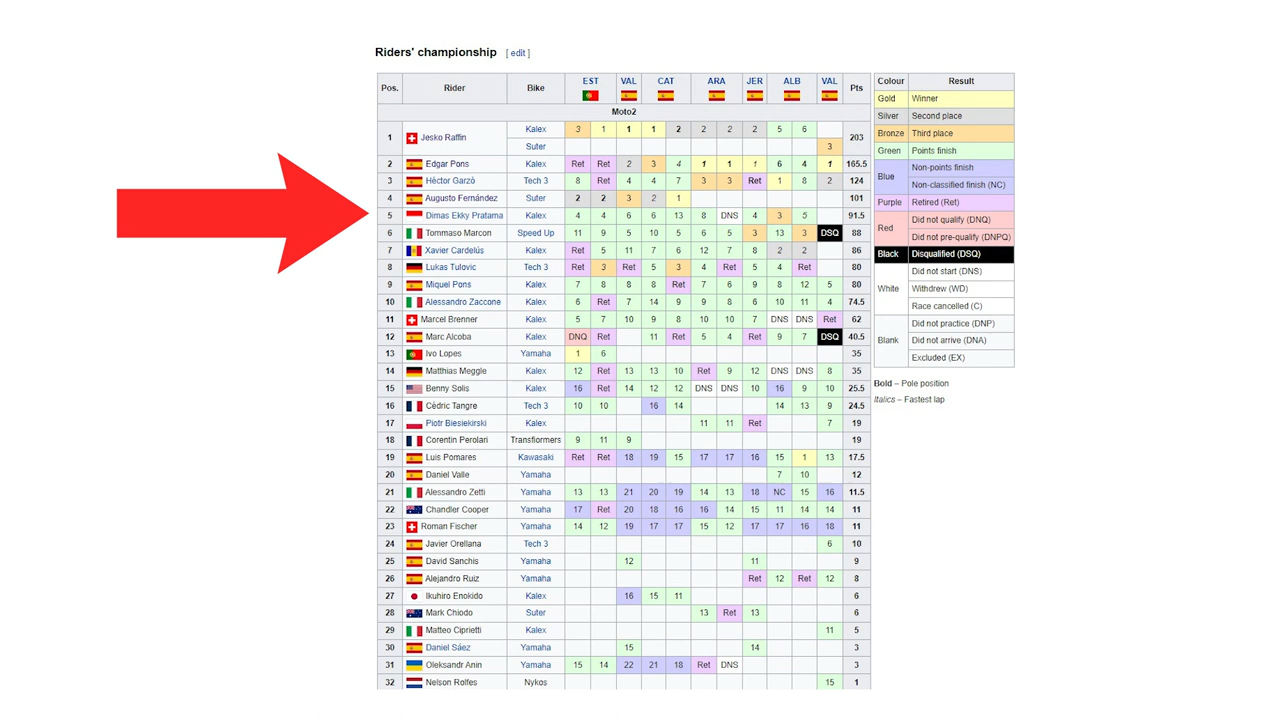 Riders' championship [ edit ]
Pos. Rider Bike EST VAL CAT ARA JER ALB VAL Pts
Moto2
1 Jesko Raffin Kalex 3 1 1 1 2 2 2 2 5 6 203
Suter 3
2 Edgar Pons Kalex Ret Ret 2 3 4 1 1 1 6 4 1 165.5
3 Héctor Garzó Tech 3 8 Ret 4 4 7 3 3 Ret 1 8 2 124
4 Augusto Fernández Suter 2 2 3 2 1 101
5 Dimas Ekky Pratama Kalex 4 4 6 6 13 8 DNS 4 3 5 91.5
6 Tommaso Marcon Speed Up 11 9 5 10 5 6 5 3 13 3 DSQ 88
7 Xavier Cardelús Kalex Ret 5 11 7 6 12 7 8 2 2 86
8 Lukas Tulovic Tech 3 Ret 3 Ret 5 3 4 Ret 5 4 Ret 80
9 Miquel Pons Kalex 7 8 8 8 Ret 7 6 9 8 12 5 80
10 Alessandro Zaccone Kalex 6 Ret 7 14 9 9 8 6 10 11 4 74.5
11 Marcel Brenner Kalex 5 7 10 9 8 10 10 7 DNS DNS Ret 62
12 Marc Alcoba Kalex DNQ Ret 11 Ret 5 4 Ret 9 7 DSQ 40.5
13 Ivo Lopes Yamaha 1 6 35
14 Matthias Meggle Kalex 12 Ret 13 13 10 Ret 9 12 DNS DNS 8 35
15 Benny Solis Kalex 16 Ret 14 12 12 DNS DNS 10 16 9 10 25.5
16 Cédric Tangre Tech 3 10 10 16 14 14 13 9 24.5
17 Piotr Biesiekirski Kalex 11 11 Ret 7 19
18 Corentin Perolari Transformers 9 11 9 19
19 Luis Pomares Kawasaki Ret Ret 18 19 15 17 17 16 15 1 13 17.5
20 Daniel Valle Yamaha 7 10 12
21 Alessandro Zetti Yamaha 13 13 21 20 19 14 13 18 NC 15 16 11.5
22 Chandler Cooper Yamaha 17 Ret 20 18 16 16 14 15 11 14 14 11
23 Roman Fischer Yamaha 14 12 19 17 17 15 12 17 17 16 18 11
24 Javier Orellana Tech 3 6 10
25 David Sanchis Yamaha 12 11 9
26 Alejandro Ruiz Yamaha Ret 12 Ret 12 8
27 Ikuhiro Enokido Kalex 16 15 11 6
28 Mark Chiodo Suter 13 Ret 13 6
29 Matteo Ciprietti Kalex 11 5
30 Daniel Sáez Yamaha 15 14 3
31 Oleksandr Anin Yamaha 15 14 22 21 18 Ret DNS 3
32 Nelson Rolfes Nykos 15 1
Colour Result
Gold Winner
Silver Second place
Bronze Third place
Green Points finish
Blue Non-points finish
Non-classified finish (NC)
Purple Retired (Ret)
Red Did not qualify (DNQ)
Did not pre-qualify (DNPQ)
Black Disqualified (DSQ)
White Did not start (DNS)
Withdrew (WD)
Race cancelled (C)
Blank Did not practice (DNP)
Did not arrive (DNA)
Excluded (EX)
Bold – Pole position
Italics – Fastest lap